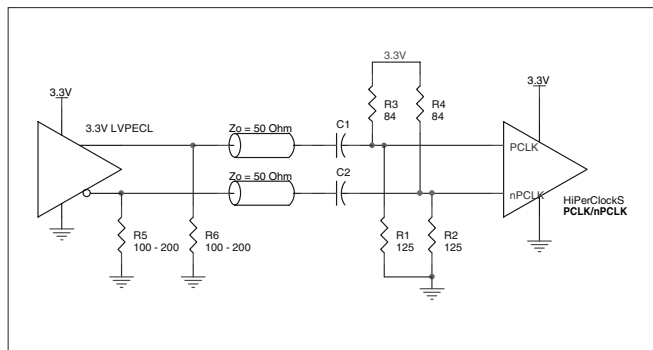 3.3V
3.3V
3.3V
3.3V LVPECL
R3
84
R4
84
Zo = 50 Ohm
C1
PCLK
Zo = 50 Ohm
C2
nPCLK
HiPerClockS
PCLK/nPCLK
R5
100 - 200
R6
100 - 200
R1
125
R2
125